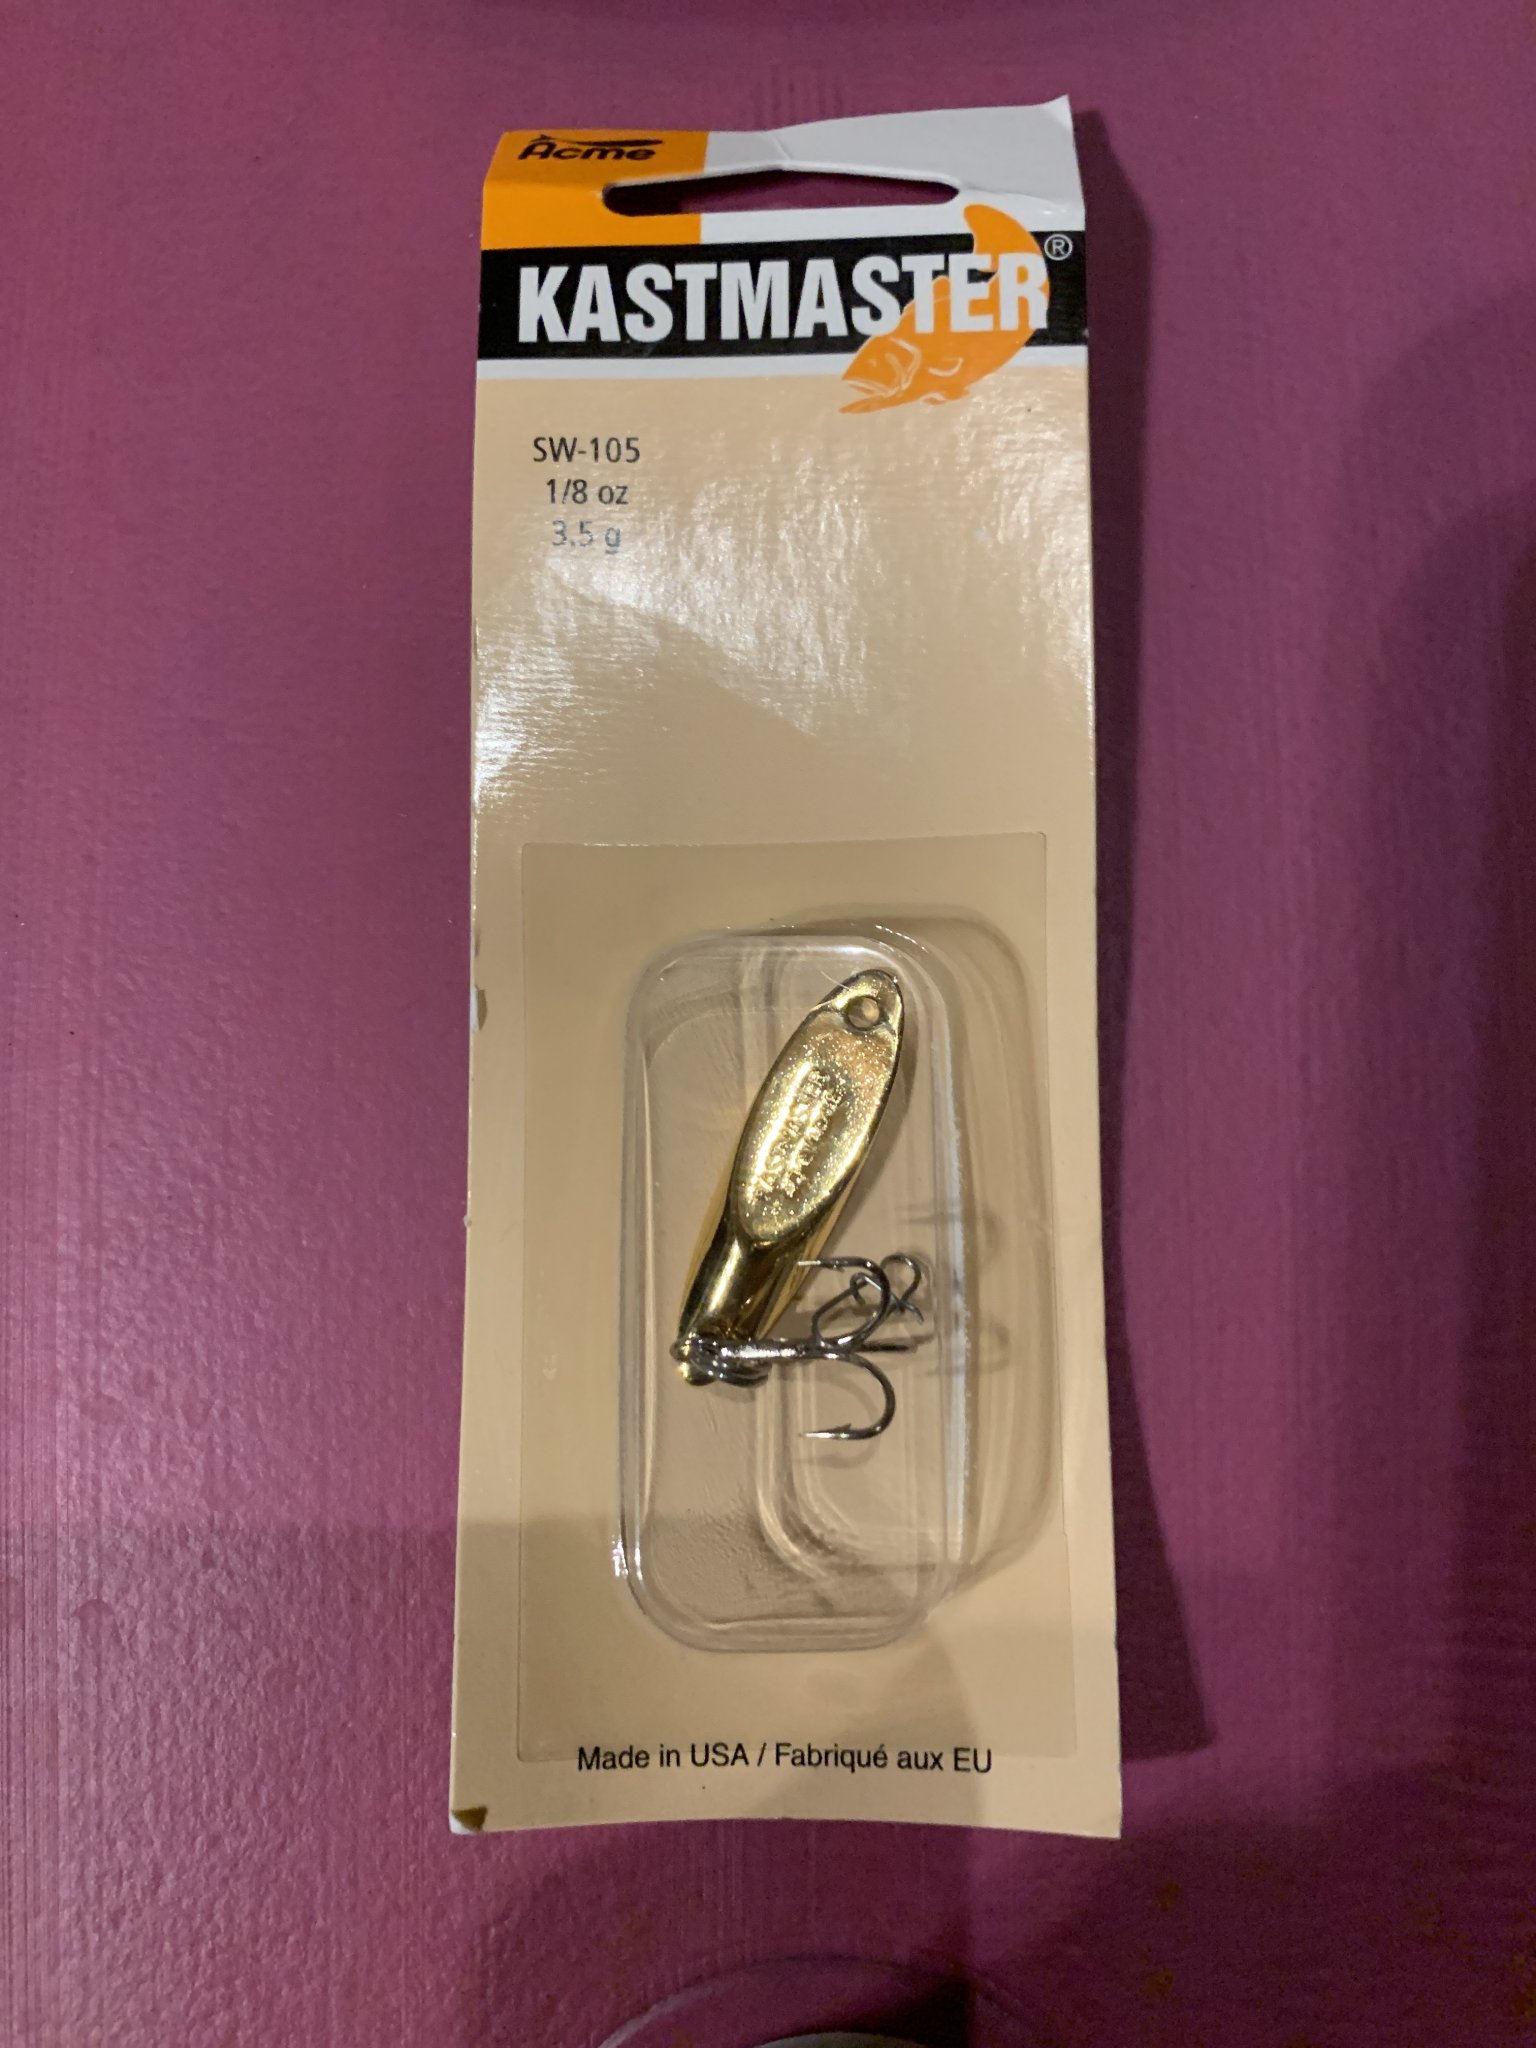 Acme
KASTMASTER®
SW-105
1/8 oz
3.5 g
KASTMASTER
Made in USA / Fabriqué aux EU